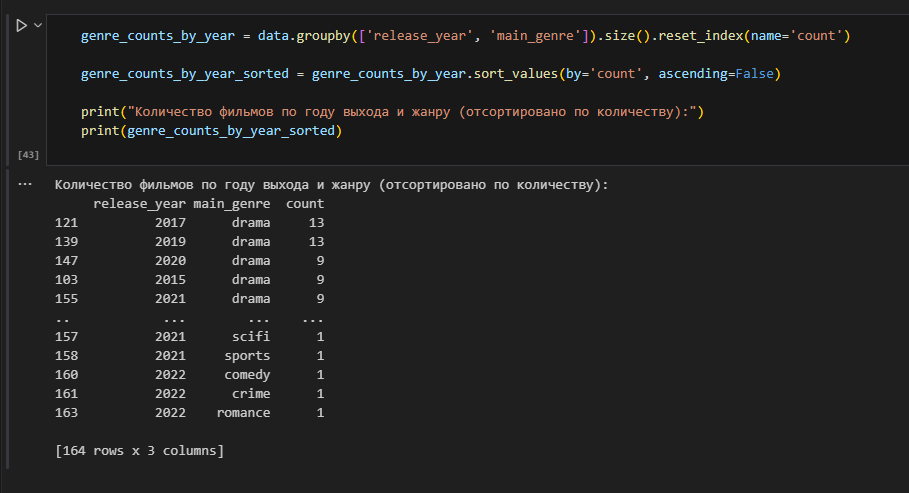 genre_counts_by_year = data.groupby(['release_year', 'main_genre']).size().reset_index(name='count')
genre_counts_by_year_sorted = genre_counts_by_year.sort_values(by='count', ascending=False)
print("Количество фильмов по году выхода и жанру (отсортировано по количеству):")
print(genre_counts_by_year_sorted)
[43]
... Количество фильмов по году выхода и жанру (отсортировано по количеству):
release_year main_genre count
121 2017 drama 13
139 2019 drama 13
147 2020 drama 9
103 2015 drama 9
155 2021 drama 9
.. ... ... ...
157 2021 scifi 1
158 2021 sports 1
160 2022 comedy 1
161 2022 crime 1
163 2022 romance 1
[164 rows x 3 columns]